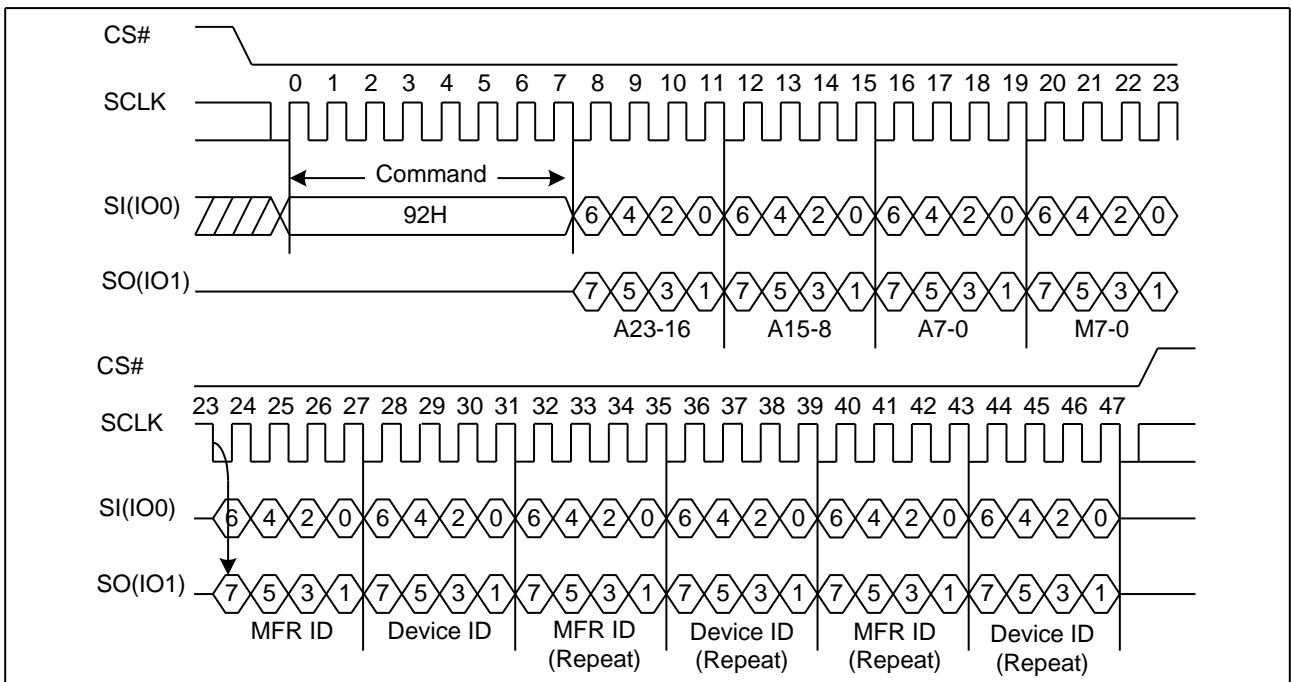 CS#
0 1 2 3 4 5 6 7 8 9 10 11 12 13 14 15 16 17 18 19 20 21 22 23
SCLK
Command
SI(IO0) 92H 6 4 2 0 6 4 2 0 6 4 2 0 6 4 2 0
SO(IO1) 7 5 3 1 7 5 3 1 7 5 3 1 7 5 3 1
A23-16 A15-8 A7-0 M7-0
CS#
23 24 25 26 27 28 29 30 31 32 33 34 35 36 37 38 39 40 41 42 43 44 45 46 47
SCLK
SI(IO0) 6 4 2 0 6 4 2 0 6 4 2 0 6 4 2 0 6 4 2 0 6 4 2 0
SO(IO1) 7 5 3 1 7 5 3 1 7 5 3 1 7 5 3 1 7 5 3 1 7 5 3 1
MFR ID Device ID MFR ID Device ID MFR ID Device ID
(Repeat) (Repeat) (Repeat) (Repeat)